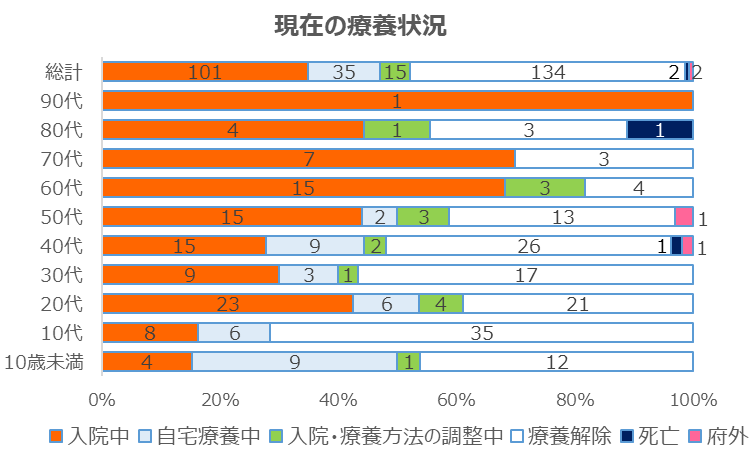 現在の療養状況
総計 101 35 15 134 2 2
90代 1
80代 4 1 3 1
70代 7 3
60代 15 3 4
50代 15 2 3 13 1
40代 15 9 2 26 1 1
30代 9 3 1 17
20代 23 6 4 21
10代 8 6 35
10歳未満 4 9 1 12
0% 20% 40% 60% 80% 100%
入院中 自宅療養中 入院・療養方法の調整中 療養解除 死亡 府外